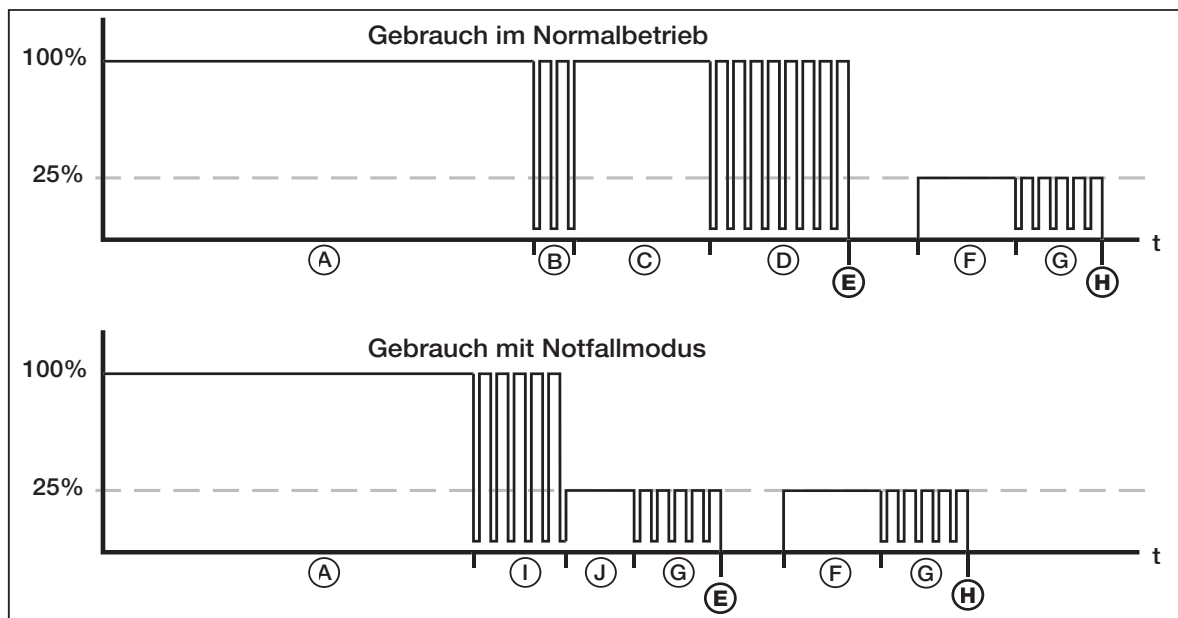 Gebrauch im Normalbetrieb
100%
25%
t
A B C D E F G H
Gebrauch mit Notfallmodus
100%
25%
t
A I J G E F G H